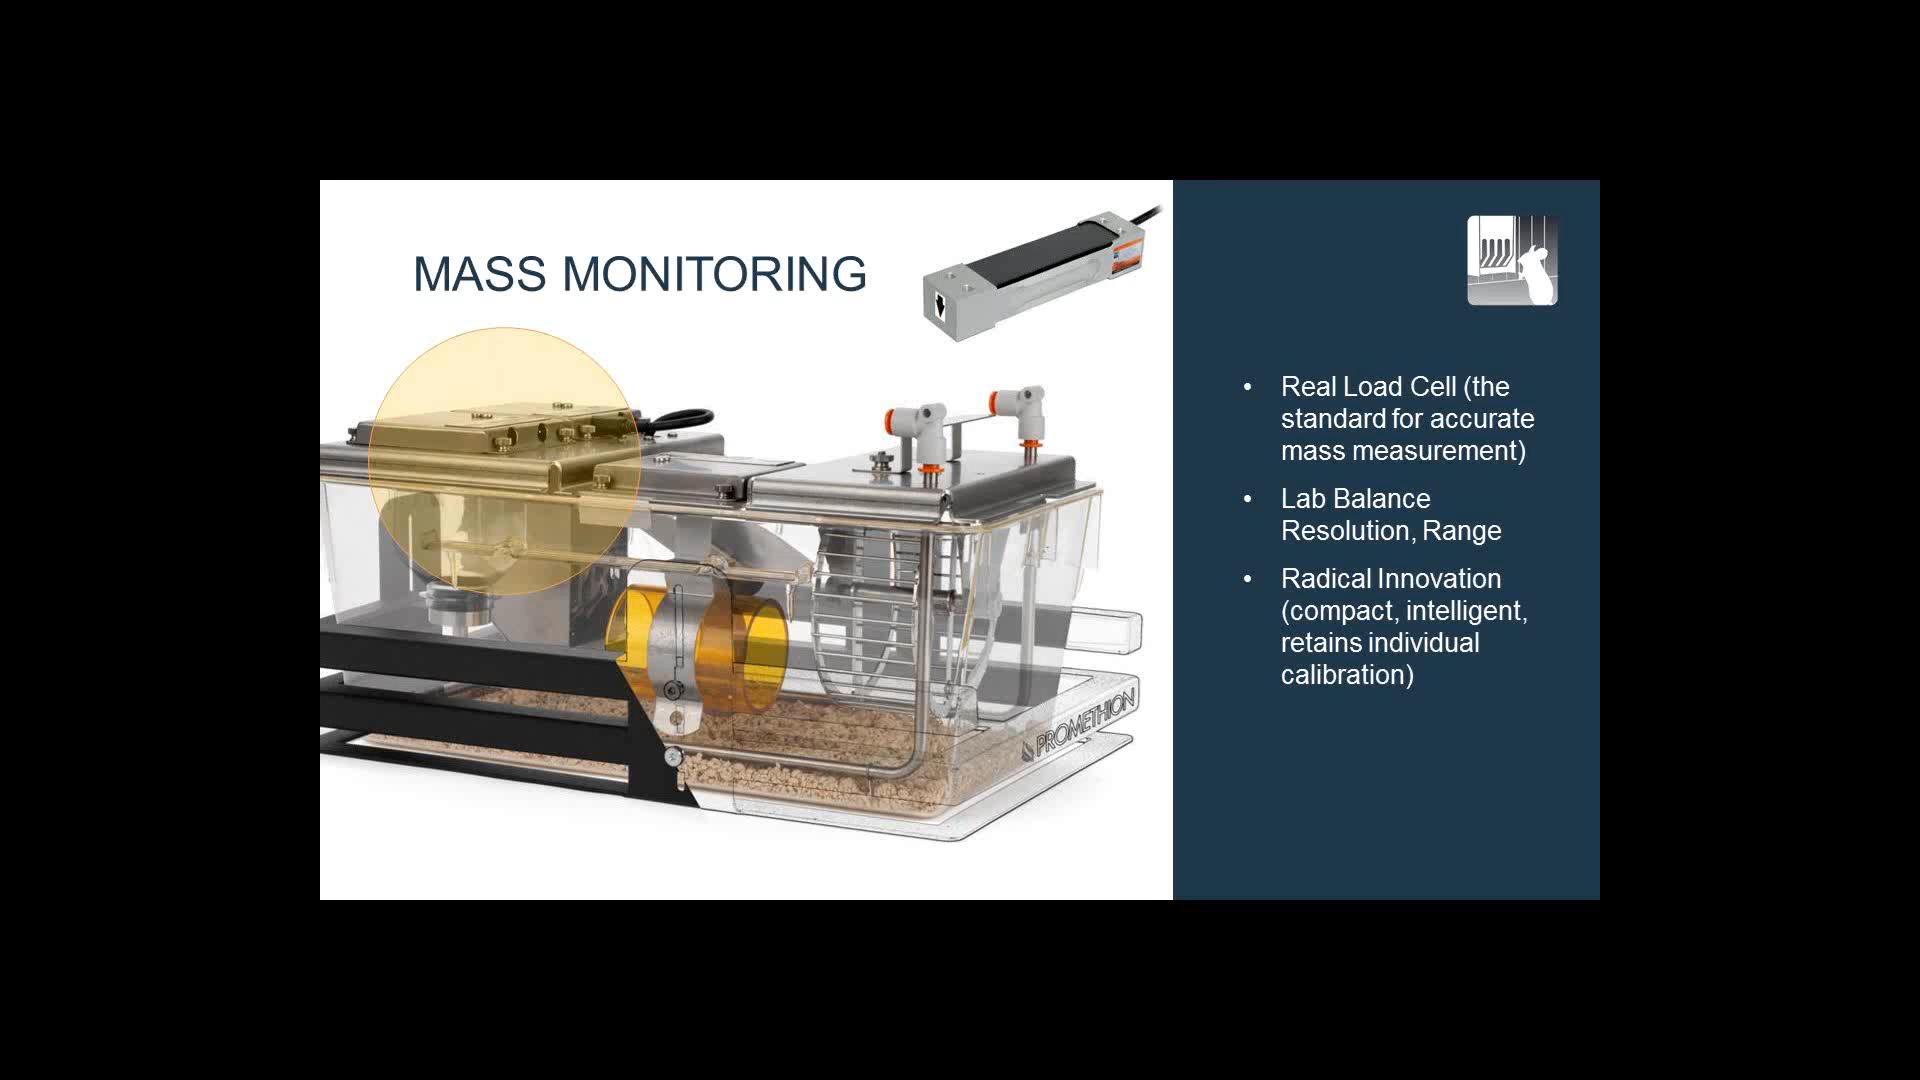 MASS MONITORING
• Real Load Cell (the
standard for accurate
mass measurement)
• Lab Balance
Resolution, Range
• Radical Innovation
(compact, intelligent,
retains individual
calibration)
PROMETHION